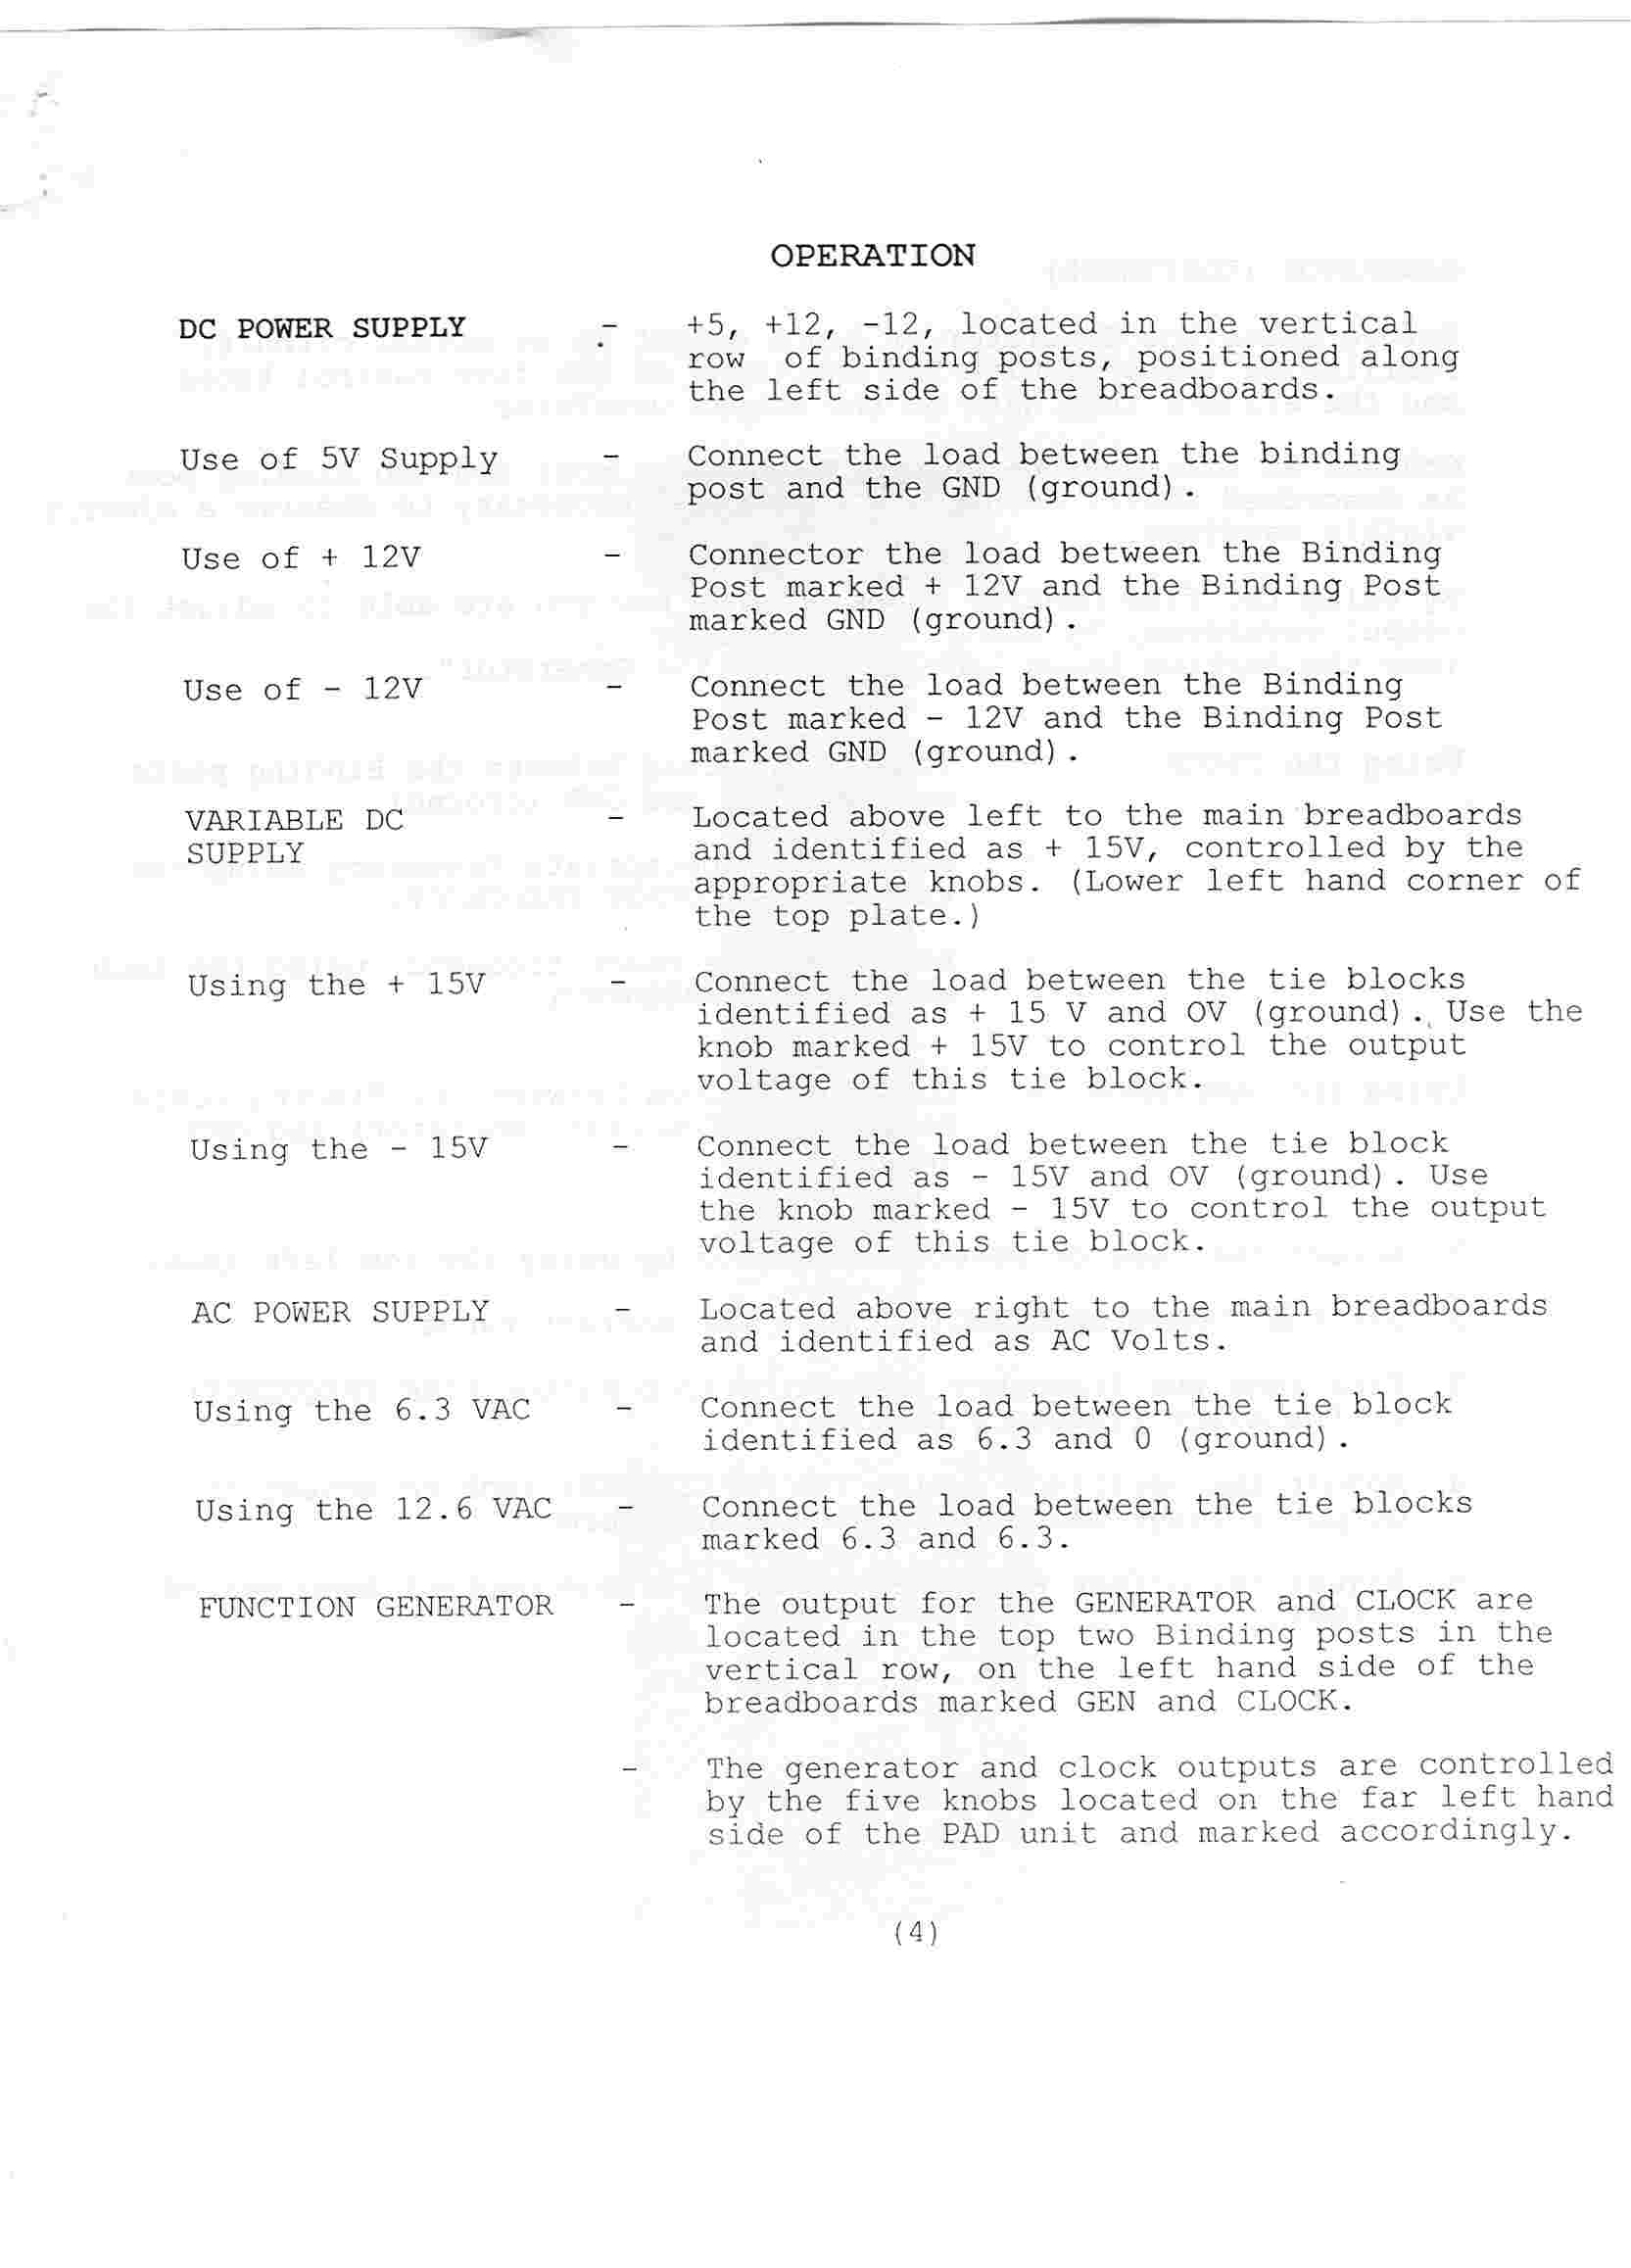 OPERATION
DC POWER SUPPLY - +5, +12, -12, located in the vertical
row of binding posts, positioned along
the left side of the breadboards.
Use of 5V Supply - Connect the load between the binding
post and the GND (ground).
Use of + 12V - Connector the load between the Binding
Post marked + 12V and the Binding Post
marked GND (ground).
Use of - 12V - Connect the load between the Binding
Post marked - 12V and the Binding Post
marked GND (ground).
VARIABLE DC - Located above left to the main breadboards
SUPPLY and identified as + 15V, controlled by the
appropriate knobs. (Lower left hand corner of
the top plate.)
Using the + 15V - Connect the load between the tie blocks
identified as + 15 V and OV (ground). Use the
knob marked + 15V to control the output
voltage of this tie block.
Using the - 15V - Connect the load between the tie block
identified as - 15V and OV (ground). Use
the knob marked - 15V to control the output
voltage of this tie block.
AC POWER SUPPLY - Located above right to the main breadboards
and identified as AC Volts.
Using the 6.3 VAC - Connect the load between the tie block
identified as 6.3 and 0 (ground).
Using the 12.6 VAC - Connect the load between the tie blocks
marked 6.3 and 6.3.
FUNCTION GENERATOR - The output for the GENERATOR and CLOCK are
located in the top two Binding posts in the
vertical row, on the left hand side of the
breadboards marked GEN and CLOCK.
- The generator and clock outputs are controlled
by the five knobs located on the far left hand
side of the PAD unit and marked accordingly.
(4)